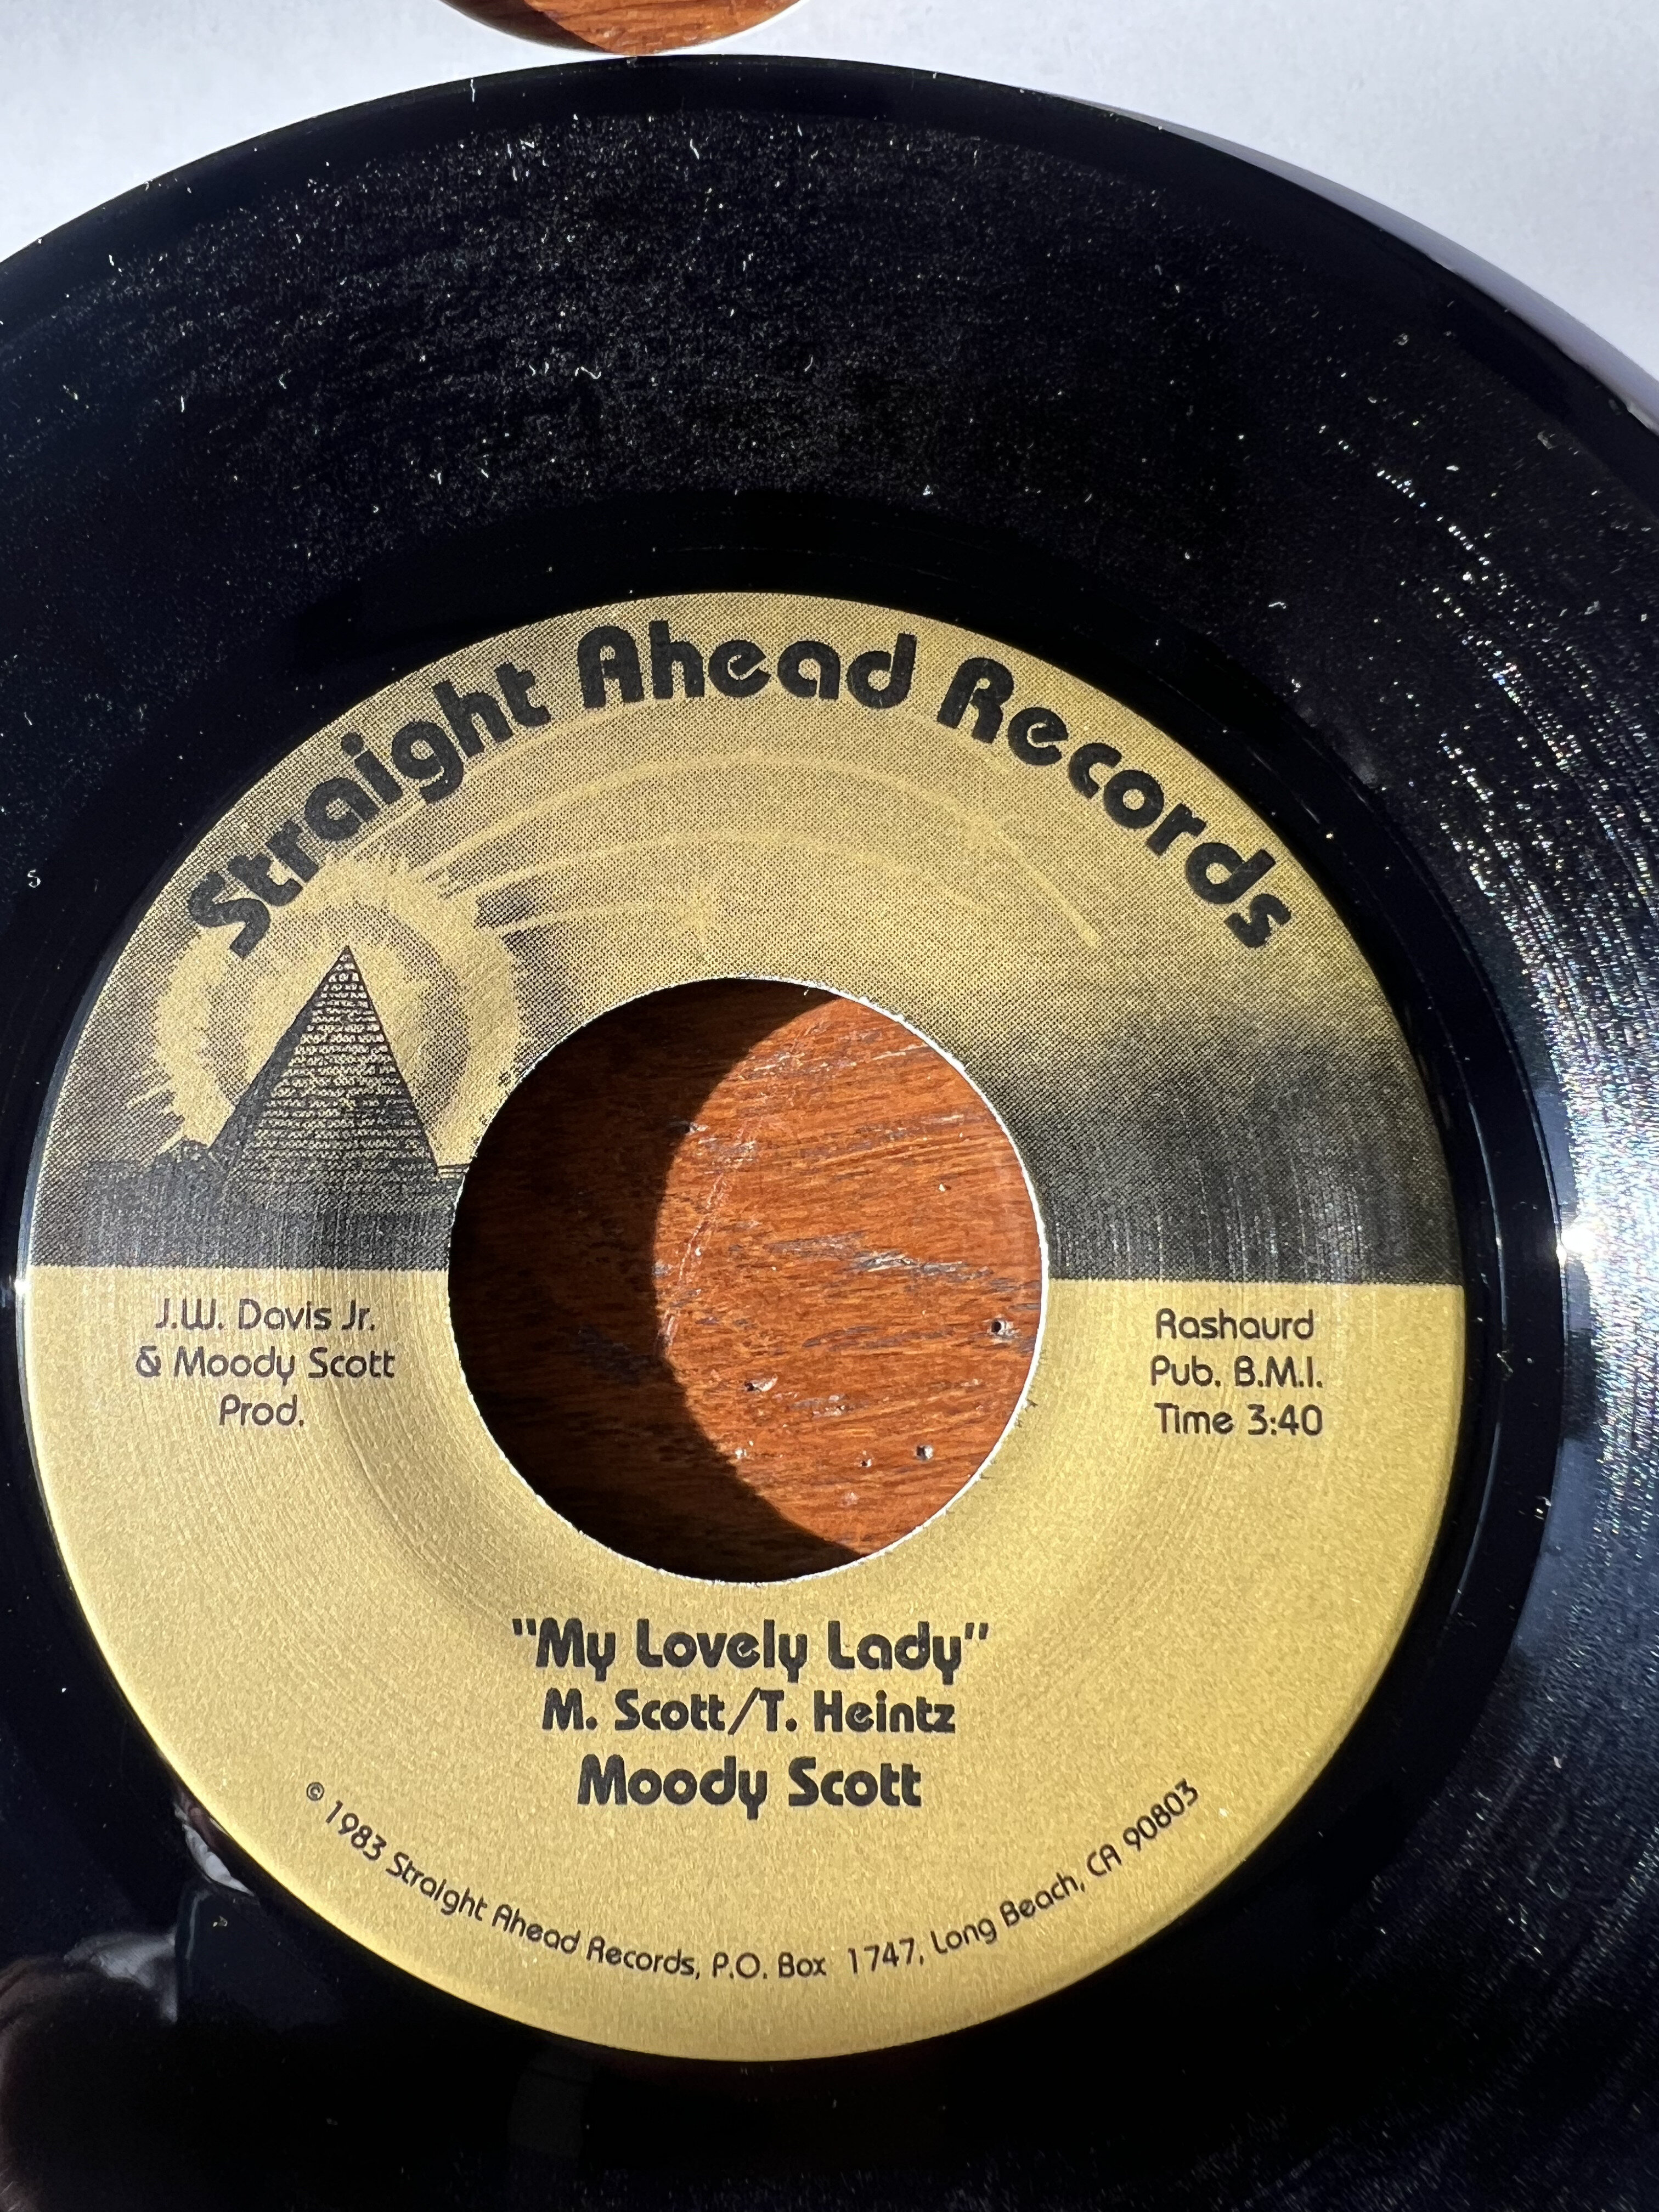 Straight Ahead Records
J.W. Davis Jr.
& Moody Scott
Prod.
Rashaurd
Pub. B.M.I.
Time 3:40
"My Lovely Lady"
M. Scott/T. Heintz
Moody Scott
© 1983 Straight Ahead Records, P.O. Box 1747, Long Beach, CA 90803